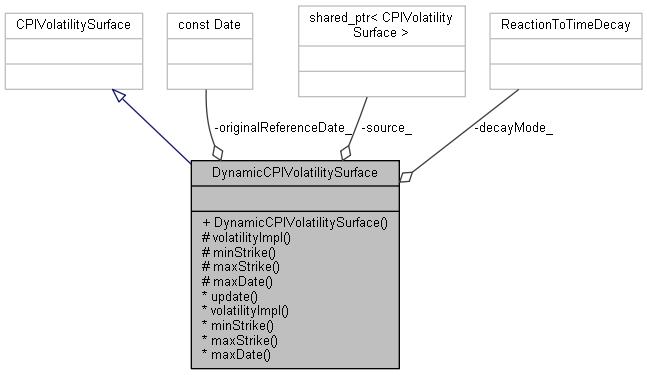 CPIVolatilitySurface
const Date
shared_ptr< CPIVolatility
Surface >
ReactionToTimeDecay
-originalReferenceDate_
-source_
-decayMode_
DynamicCPIVolatilitySurface
+ DynamicCPIVolatilitySurface()
# volatilityImpl()
# minStrike()
# maxStrike()
# maxDate()
* update()
* volatilityImpl()
* minStrike()
* maxStrike()
* maxDate()